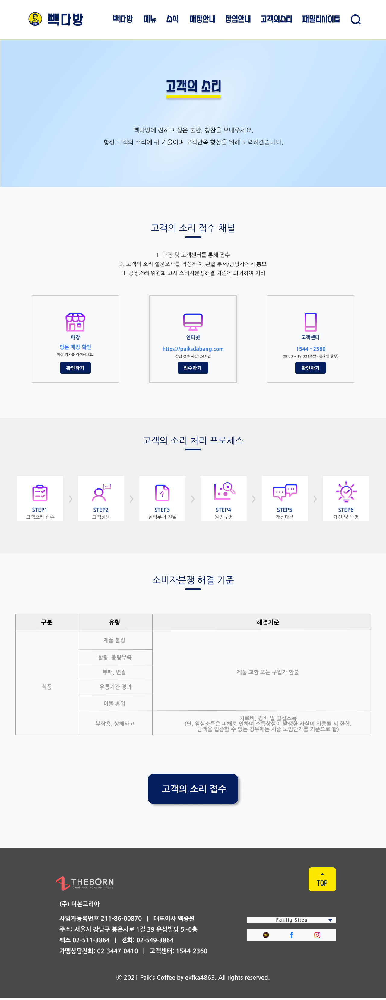 빽다방
빽다방 메뉴 소식 매장안내 창업안내 고객의소리 패밀리사이트
고객의 소리
빽다방에 전하고 싶은 불만, 칭찬을 보내주세요.
항상 고객의 소리에 귀 기울이며 고객만족 향상을 위해 노력하겠습니다.
고객의 소리 접수 채널
1. 매장 및 고객센터를 통해 접수
2. 고객의 소리 설문조사를 작성하여, 관할 부서/담당자에게 통보
3. 공정거래 위원회 고시 소비자분쟁해결 기준에 의거하여 처리
매장
방문 매장 확인
매장 위치를 검색하세요.
확인하기
인터넷
https://paiksdabang.com
상담 접수 시간: 24시간
접수하기
고객센터
1544 - 2360
09:00 ~ 18:00 (주말 · 공휴일 휴무)
확인하기
고객의 소리 처리 프로세스
STEP1
고객소리 접수
STEP2
고객상담
STEP3
현업부서 전달
STEP4
원인규명
STEP5
개선대책
STEP6
개선 및 반영
소비자분쟁 해결 기준
구분 유형 해결기준
식품
제품 불량
함량, 용량부족
부패, 변질
유통기간 경과
이물 혼입
제품 교환 또는 구입가 환불
부작용, 상해사고
치료비, 경비 및 일실소득
(단, 일실소득은 피해로 인하여 소득상실이 발생한 사실이 입증될 시 한함.
금액을 입증할 수 없는 경우에는 시중 노임단가를 기준으로 함)
고객의 소리 접수
THEBORN
ORIGINAL KOREAN TASTE
TOP
(주) 더본코리아
사업자등록번호 211-86-00870 | 대표이사 백종원
주소: 서울시 강남구 봉은사로 1길 39 유성빌딩 5~6층
팩스 02-511-3864 | 전화: 02-549-3864
가맹상담전화: 02-3447-0410 | 고객센터: 1544-2360
Family Sites
TALK
ⓒ 2021 Paik's Coffee by ekfka4863. All rights reserved.